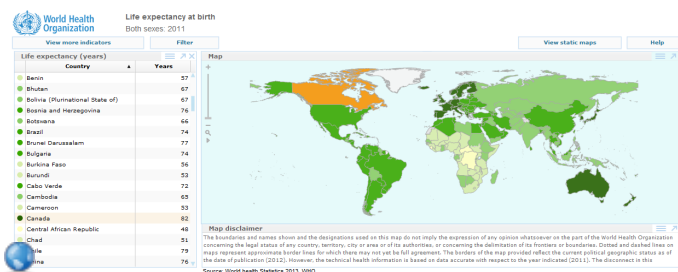 World Health
Organization
Life expectancy at birth
Both sexes: 2011
View more indicators
Filter
View static maps
Help
Life expectancy (years)
Map
Country
Years
Benin 57
Bhutan 67
Bolivia (Plurinational State of) 67
Bosnia and Herzegovina 76
Botswana 66
Brazil 74
Brunei Darussalam 77
Bulgaria 74
Burkina Faso 56
Burundi 53
Cabo Verde 72
Cambodia 65
Cameroon 53
Canada 82
Central African Republic 48
Chad 51
79
76
Map disclaimer
The boundaries and names shown and the designations used on this map do not imply the expression of any opinion whatsoever on the part of the World Health Organization
concerning the legal status of any country, territory, city or area or of its authorities, or concerning the delimitation of its frontiers or boundaries. Dotted and dashed lines on
maps represent approximate border lines for which there may not yet be full agreement. The borders of the map provided reflect the current political geographic status as of
the date of publication (2012). However, the technical health information is based on data accurate with respect to the year indicated (2011). The disconnect in this
Source: World health Statistics 2013, WHO